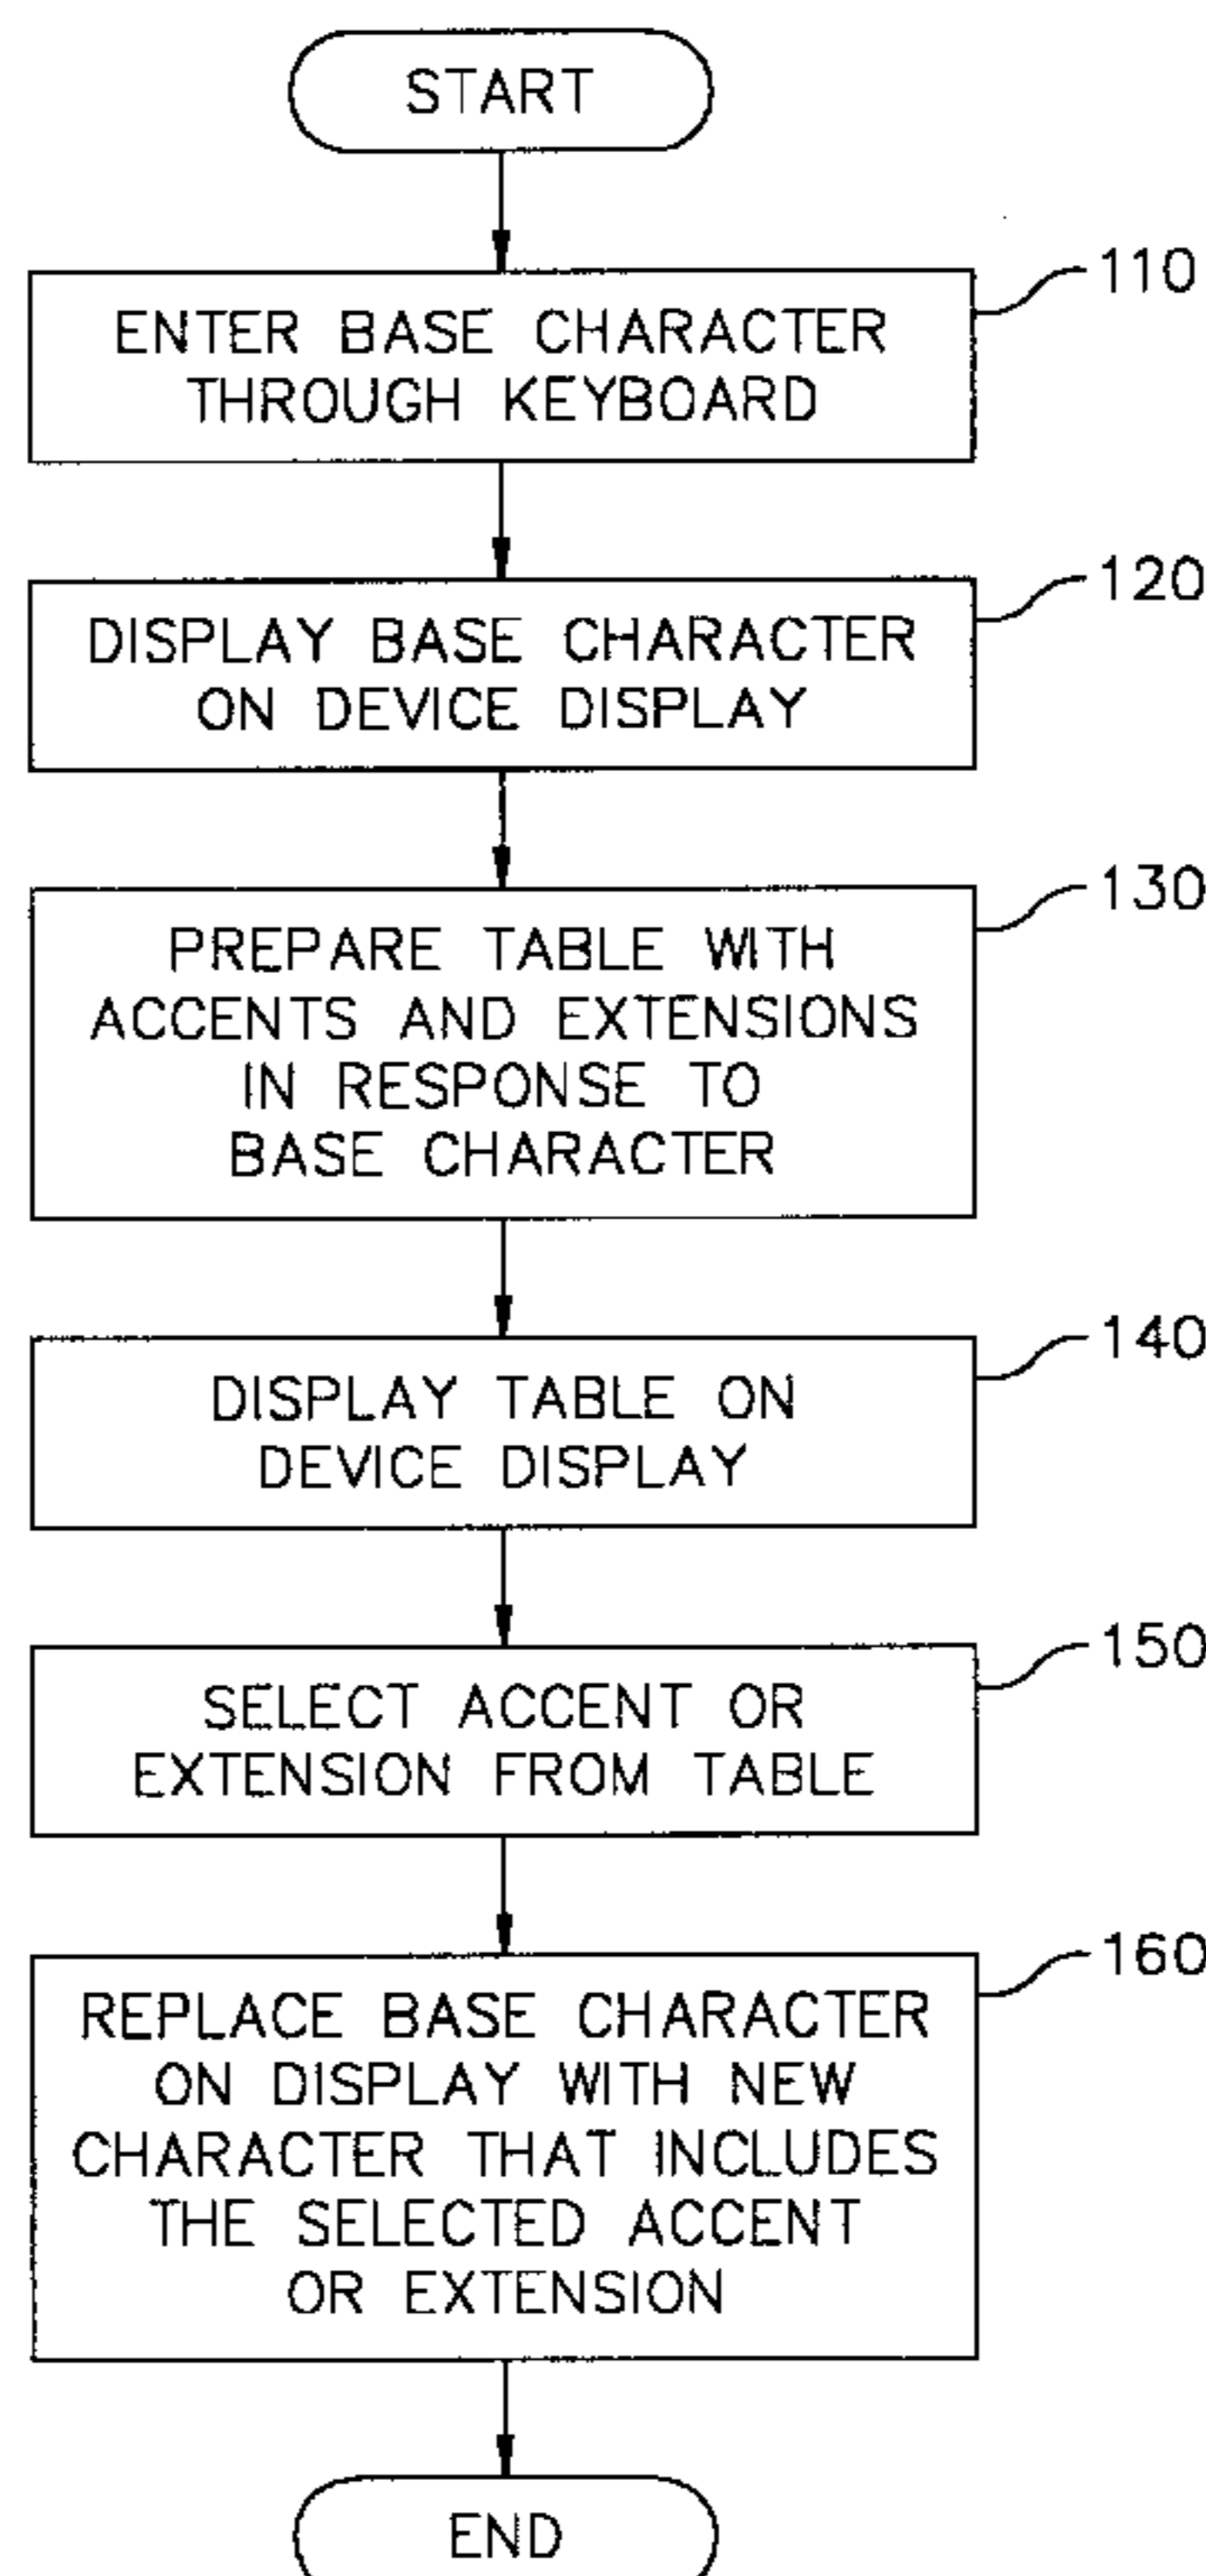 START
110
ENTER BASE CHARACTER
THROUGH KEYBOARD
120
DISPLAY BASE CHARACTER
ON DEVICE DISPLAY
130
PREPARE TABLE WITH
ACCENTS AND EXTENSIONS
IN RESPONSE TO
BASE CHARACTER
140
DISPLAY TABLE ON
DEVICE DISPLAY
150
SELECT ACCENT OR
EXTENSION FROM TABLE
160
REPLACE BASE CHARACTER
ON DISPLAY WITH NEW
CHARACTER THAT INCLUDES
THE SELECTED ACCENT
OR EXTENSION
END